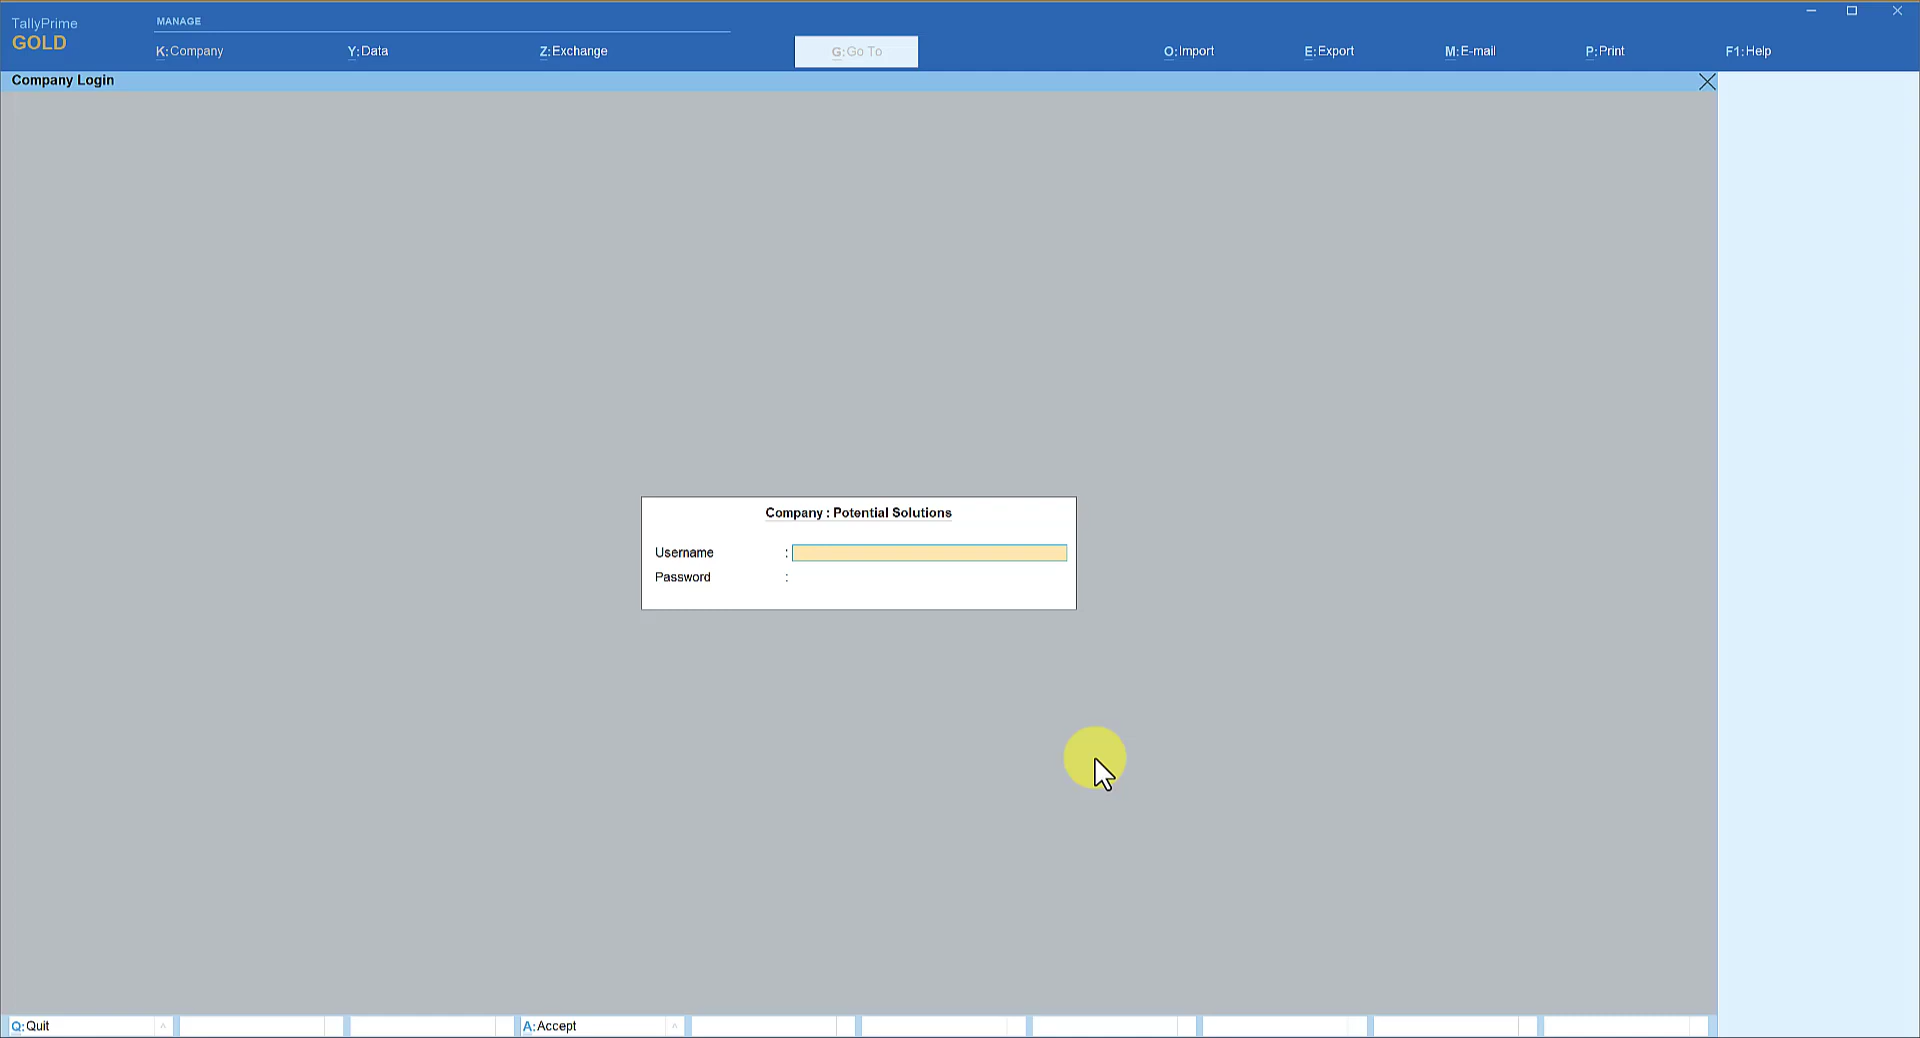 TallyPrime
GOLD
MANAGE
K:Company
Y:Data
Z:Exchange
G:Go To
O:Import
E:Export
M:E-mail
P:Print
F1:Help
Company Login
Company : Potential Solutions
Username :
Password :
Q:Quit
A:Accept